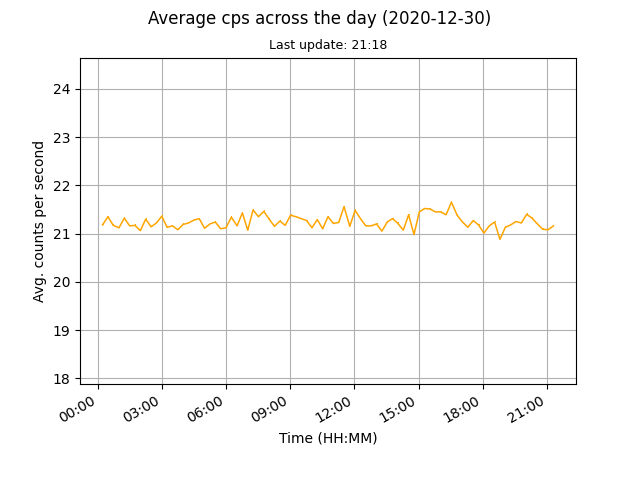 Average cps across the day (2020-12-30)
Last update: 21:18
Avg. counts per second
24
23
22
21
20
19
18
00:00 03:00 06:00 09:00 12:00 15:00 18:00 21:00
Time (HH:MM)